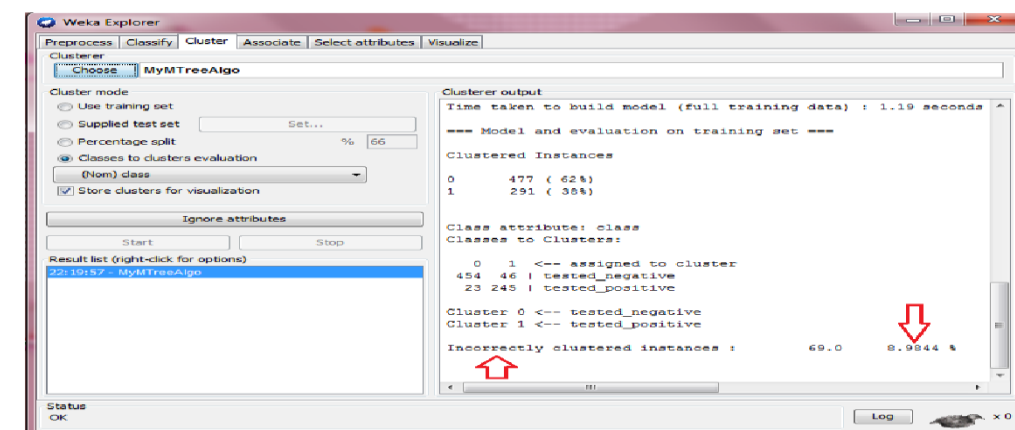 Weka Explorer
Preprocess Classify Cluster Associate Select attributes Visualize
Clusterer
Choose MyMTreeAlgo
Cluster mode
Use training set
Supplied test set Set...
Percentage split % 66
Classes to clusters evaluation
(Nom) class
Store clusters for visualization
Ignore attributes
Start Stop
Result list (right-click for options)
22:19:57 - MyMTreeAlgo
Clusterer output
Time taken to build model (full training data) : 1.19 seconds
=== Model and evaluation on training set ===
Clustered Instances
0 477 ( 62%)
1 291 ( 38%)
Class attribute: class
Classes to Clusters:
0 1 <-- assigned to cluster
454 46 | tested_negative
23 245 | tested_positive
Cluster 0 <-- tested_negative
Cluster 1 <-- tested_positive
Incorrectly clustered instances : 69.0 8.9844 %
Status
OK
Log x 0